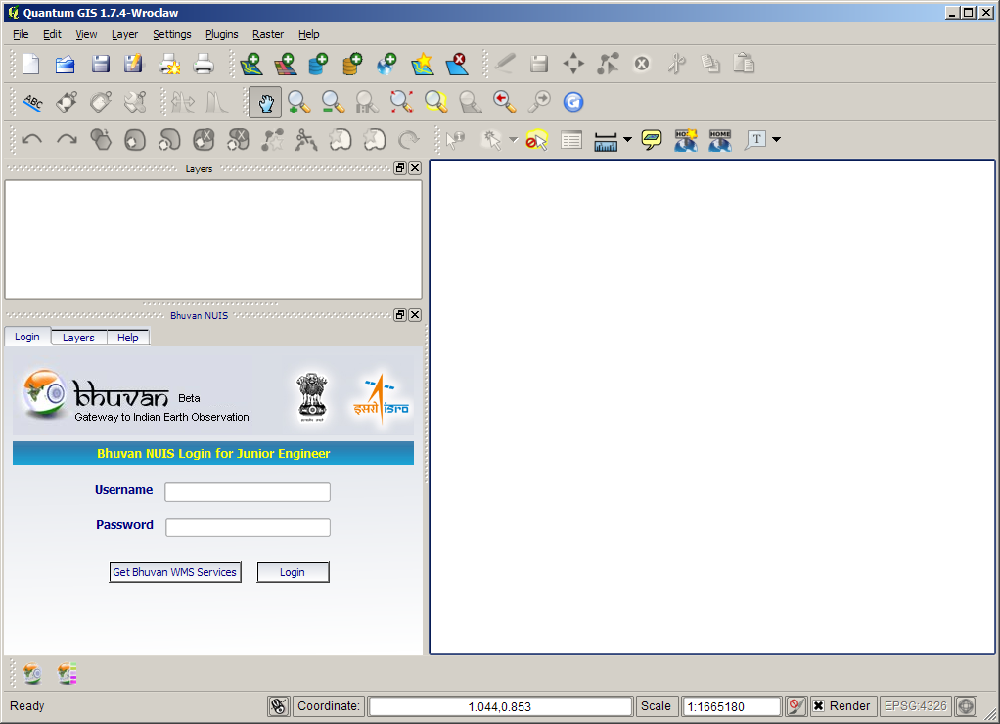 Quantum GIS 1.7.4-Wroclaw
File Edit View Layer Settings Plugins Raster Help
ABC
HOME
T
Layers
Bhuvan NUIS
Login Layers Help
bhuvan Beta
Gateway to Indian Earth Observation
इसरो isro
Bhuvan NUIS Login for Junior Engineer
Username
Password
Get Bhuvan WMS Services Login
Ready Coordinate: 1.044,0.853 Scale 1:1665180 Render EPSG:4326